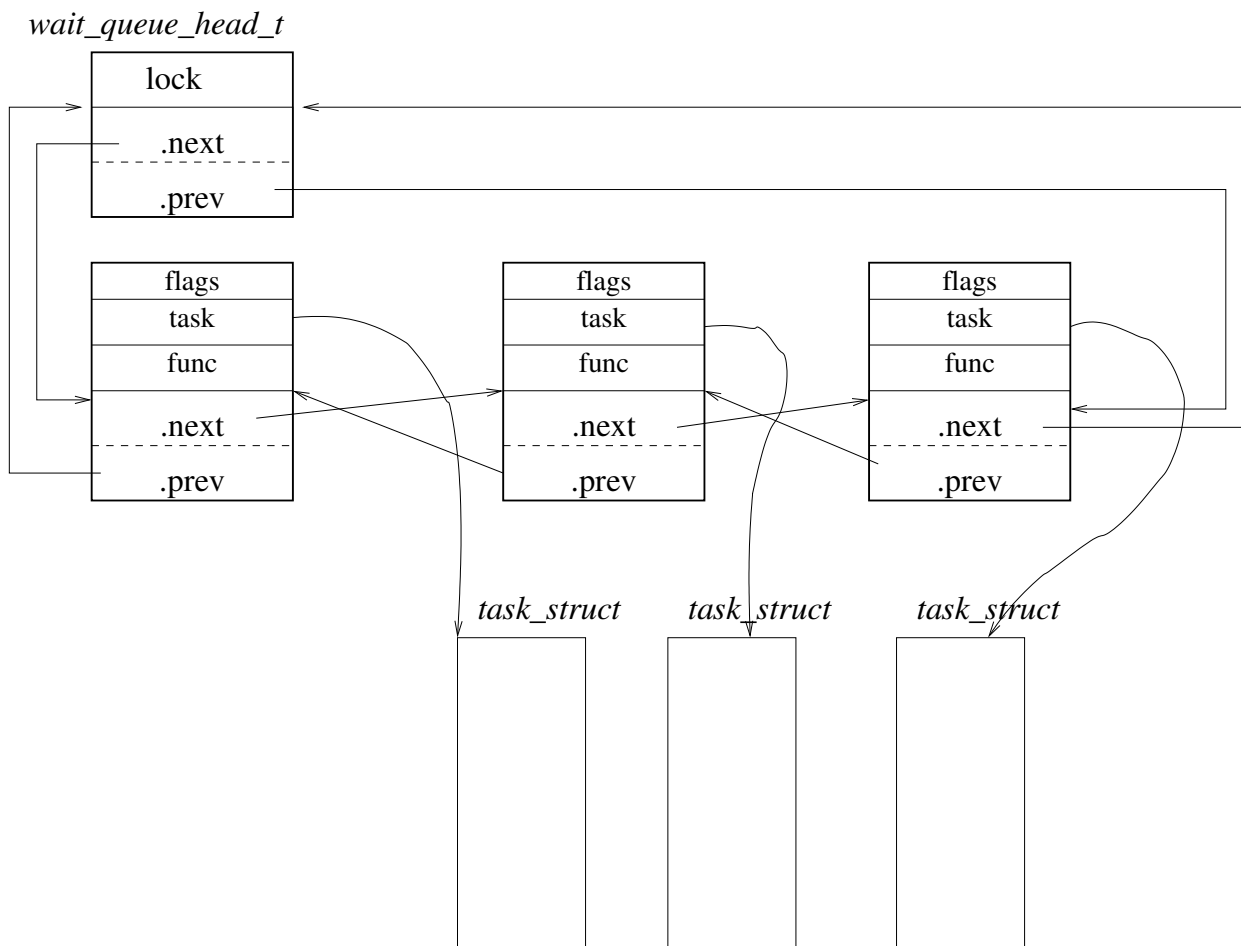 wait_queue_head_t
lock
.next
.prev
flags
task
func
.next
.prev
flags
task
func
.next
.prev
flags
task
func
.next
.prev
task_struct
task_struct
task_struct